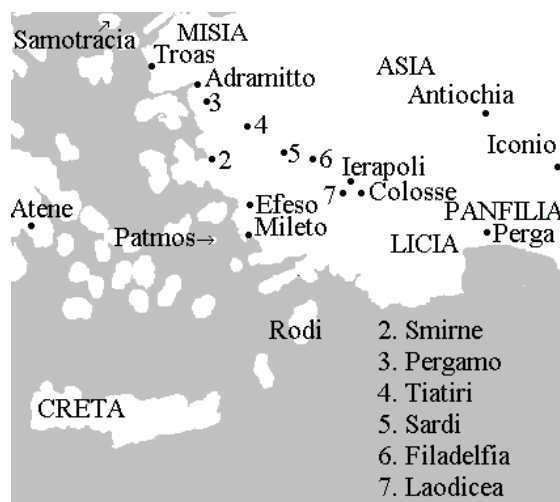 MISIA
Samotracia
↗
Troas
Adramitto
ASIA
3
Antiochia
4
Iconio
2
5
6
Ierapoli
7
Colosse
Atene
Efeso
PANFILIA
Patmos→
Mileto
LICIA
Perga
Rodi
2. Smirne
3. Pergamo
4. Tiatiri
CRETA
5. Sardi
6. Filadelfia
7. Laodicea